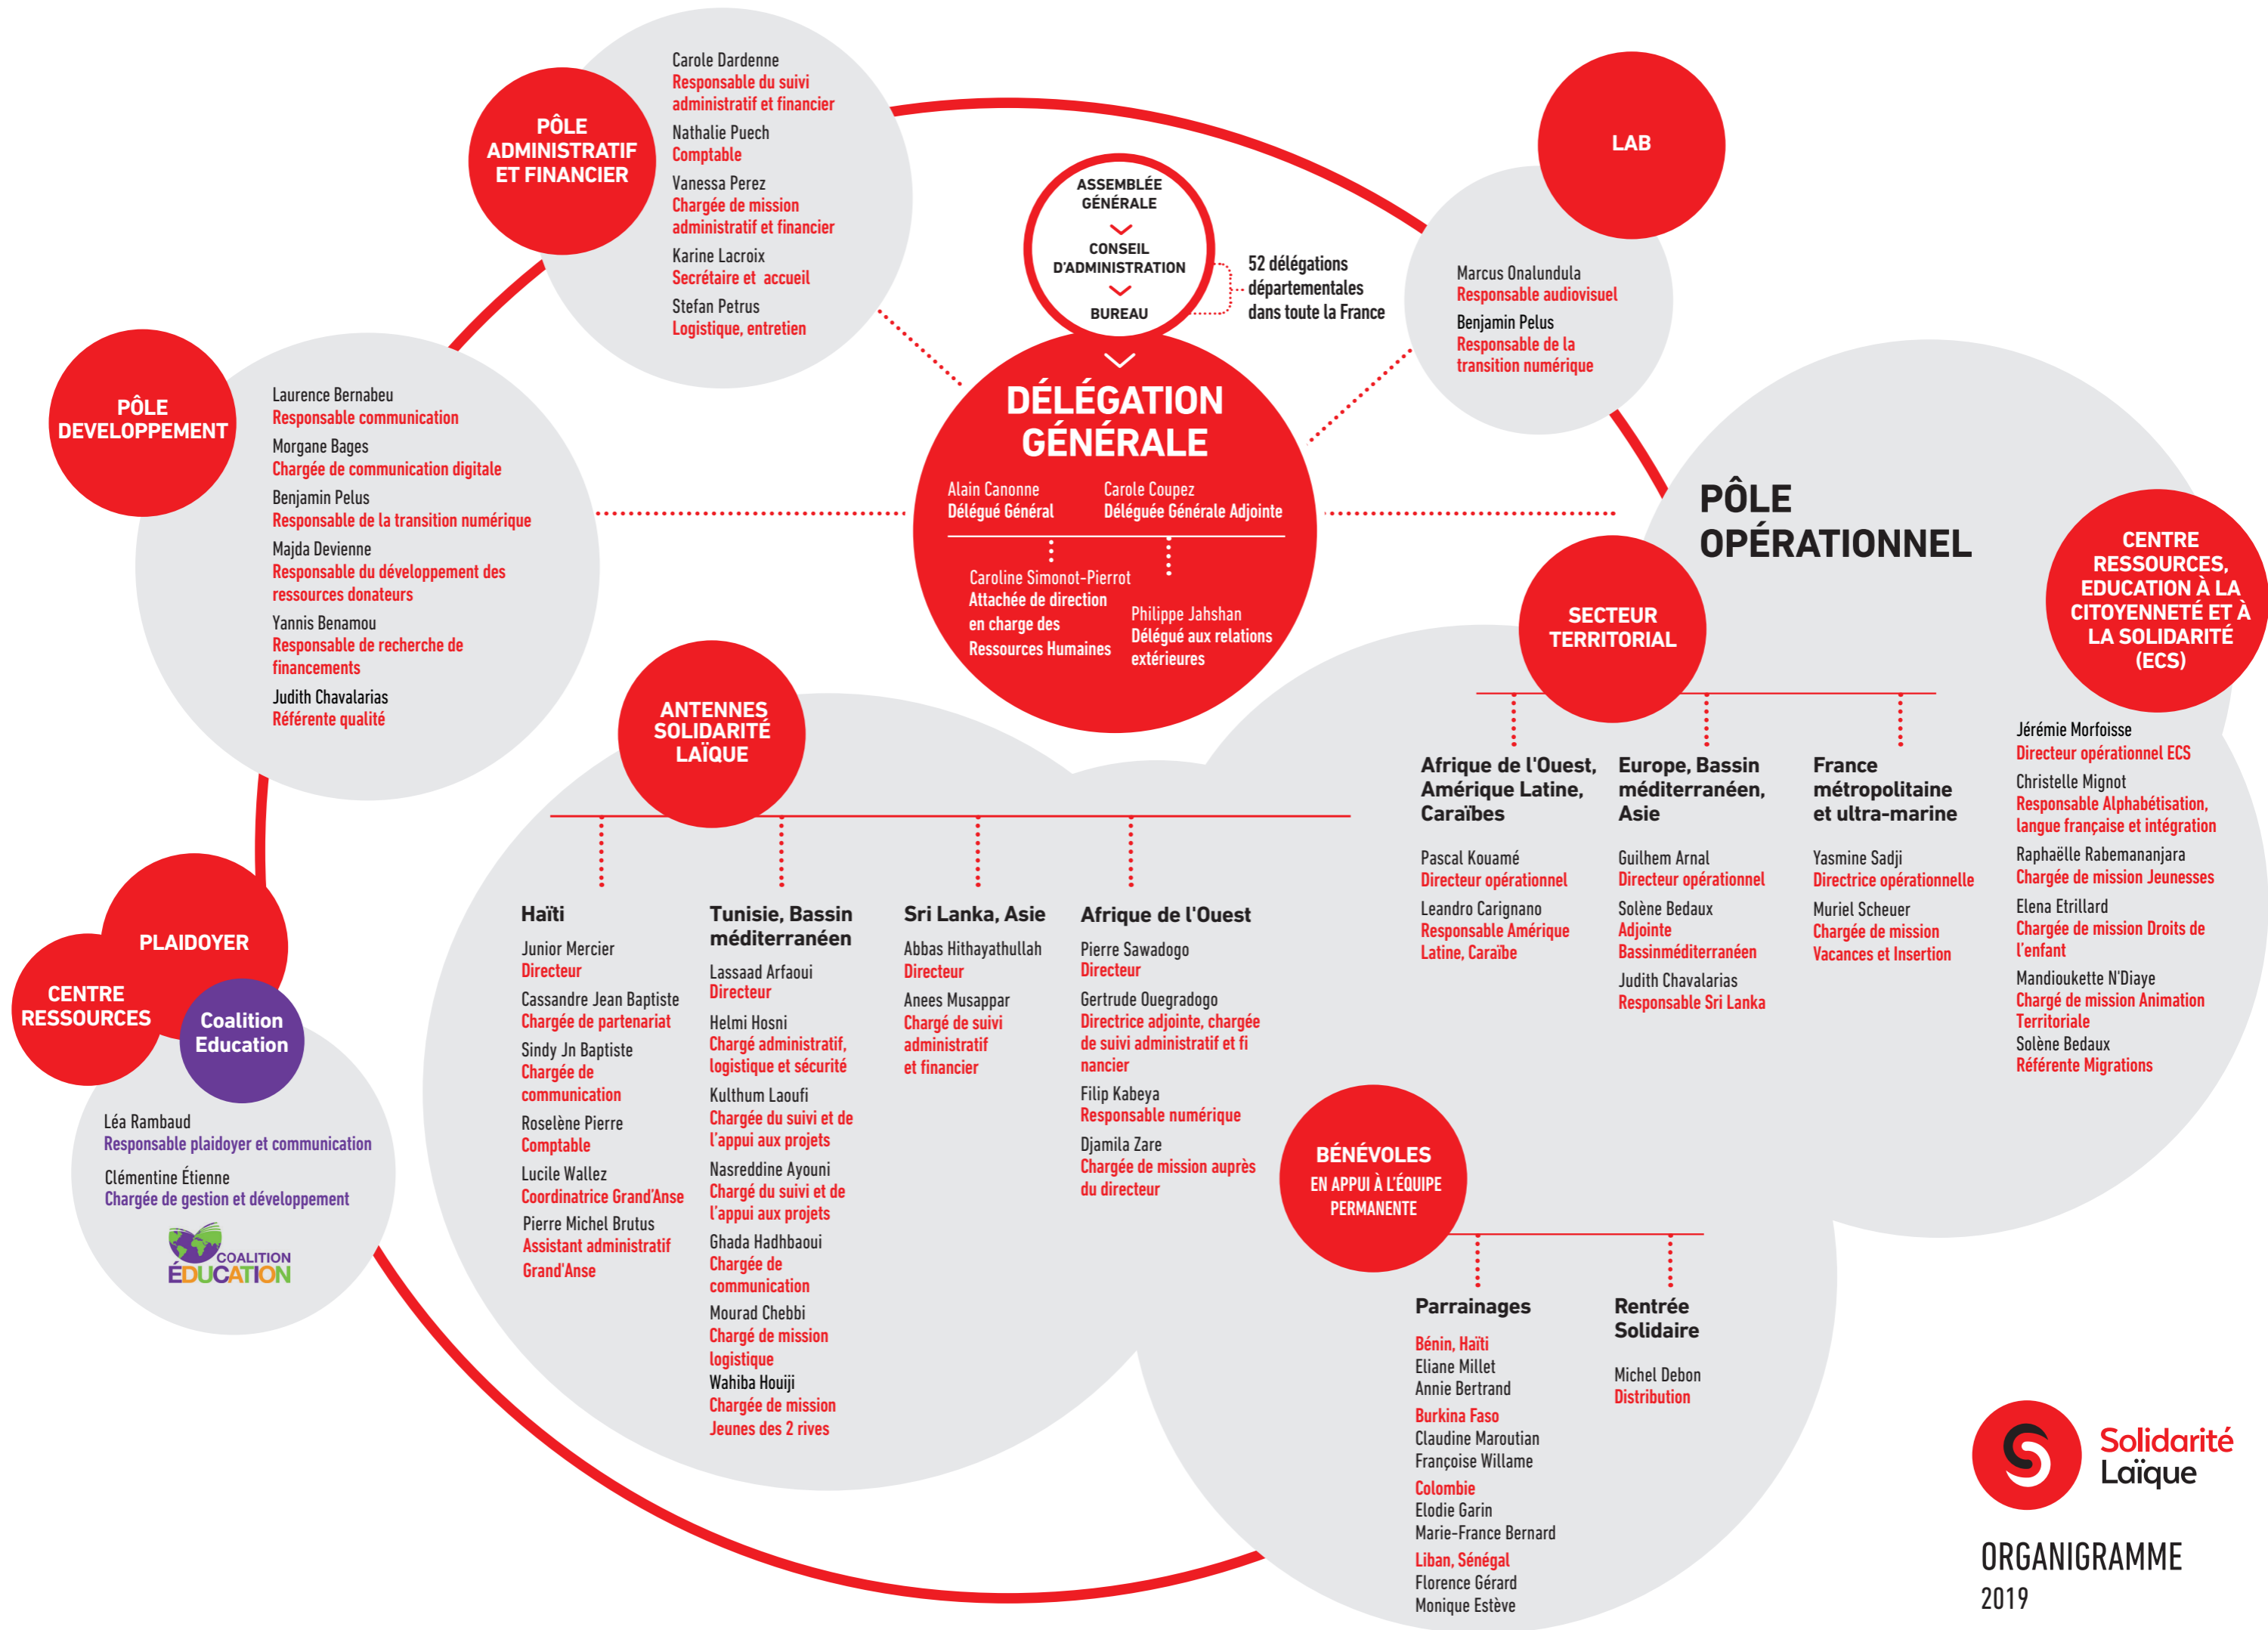 PÔLE
ADMINISTRATIF
ET FINANCIER
Carole Dardenne
Responsable du suivi
administratif et financier
Nathalie Puech
Comptable
Vanessa Perez
Chargée de mission
administratif et financier
Karine Lacroix
Secrétaire et accueil
Stefan Petrus
Logistique, entretien
ASSEMBLÉE
GÉNÉRALE
CONSEIL
D'ADMINISTRATION
BUREAU
52 délégations
départementales
dans toute la France
LAB
Marcus Onalundula
Responsable audiovisuel
Benjamin Pelus
Responsable de la
transition numérique
PÔLE
DEVELOPPEMENT
Laurence Bernabeu
Responsable communication
Morgane Bages
Chargée de communication digitale
Benjamin Pelus
Responsable de la transition numérique
Majda Devienne
Responsable du développement des
ressources donateurs
Yannis Benamou
Responsable de recherche de
financements
Judith Chavalarias
Référente qualité
DÉLÉGATION
GÉNÉRALE
Alain Canonne
Délégué Général
Carole Coupez
Déléguée Générale Adjointe
Caroline Simonot-Pierrot
Attachée de direction
en charge des
Ressources Humaines
Philippe Jahshan
Délégué aux relations
extérieures
PÔLE
OPÉRATIONNEL
SECTEUR
TERRITORIAL
Afrique de l'Ouest,
Amérique Latine,
Caraïbes
Pascal Kouamé
Directeur opérationnel
Leandro Carignano
Responsable Amérique
Latine, Caraïbe
Europe, Bassin
méditerranéen,
Asie
Guilhem Arnal
Directeur opérationnel
Solène Bedaux
Adjointe
Bassinméditerranéen
Judith Chavalarias
Responsable Sri Lanka
France
métropolitaine
et ultra-marine
Yasmine Sadji
Directrice opérationnelle
Muriel Scheuer
Chargée de mission
Vacances et Insertion
CENTRE
RESSOURCES,
EDUCATION À LA
CITOYENNETÉ ET À
LA SOLIDARITÉ
(ECS)
Jérémie Morfoisse
Directeur opérationnel ECS
Christelle Mignot
Responsable Alphabétisation,
langue française et intégration
Raphaëlle Rabemananjara
Chargée de mission Jeunesses
Elena Etrillard
Chargée de mission Droits de
l'enfant
Mandioukette N'Diaye
Chargé de mission Animation
Territoriale
Solène Bedaux
Référente Migrations
ANTENNES
SOLIDARITÉ
LAÏQUE
Haïti
Junior Mercier
Directeur
Cassandre Jean Baptiste
Chargée de partenariat
Sindy Jn Baptiste
Chargée de
communication
Roselène Pierre
Comptable
Lucile Wallez
Coordinatrice Grand'Anse
Pierre Michel Brutus
Assistant administratif
Grand'Anse
Tunisie, Bassin
méditerranéen
Lassaad Arfaoui
Directeur
Helmi Hosni
Chargé administratif,
logistique et sécurité
Kulthum Laoufi
Chargée du suivi et de
l'appui aux projets
Nasreddine Ayouni
Chargé du suivi et de
l'appui aux projets
Ghada Hadhbaoui
Chargée de
communication
Mourad Chebbi
Chargé de mission
logistique
Wahiba Houiji
Chargée de mission
Jeunes des 2 rives
Sri Lanka, Asie
Abbas Hithayathullah
Directeur
Anees Musappar
Chargé de suivi
administratif
et financier
Afrique de l'Ouest
Pierre Sawadogo
Directeur
Gertrude Ouegradogo
Directrice adjointe, chargée
de suivi administratif et fi
nancier
Filip Kabeya
Responsable numérique
Djamila Zare
Chargée de mission auprès
du directeur
PLAIDOYER
CENTRE
RESSOURCES
Coalition
Education
Léa Rambaud
Responsable plaidoyer et communication
Clémentine Étienne
Chargée de gestion et développement
COALITION
ÉDUCATION
BÉNÉVOLES
EN APPUI À L'ÉQUIPE
PERMANENTE
Parrainages
Bénin, Haïti
Eliane Millet
Annie Bertrand
Burkina Faso
Claudine Maroutian
Françoise Willame
Colombie
Elodie Garin
Marie-France Bernard
Liban, Sénégal
Florence Gérard
Monique Estève
Rentrée
Solidaire
Michel Debon
Distribution
Solidarité
Laïque
ORGANIGRAMME
2019